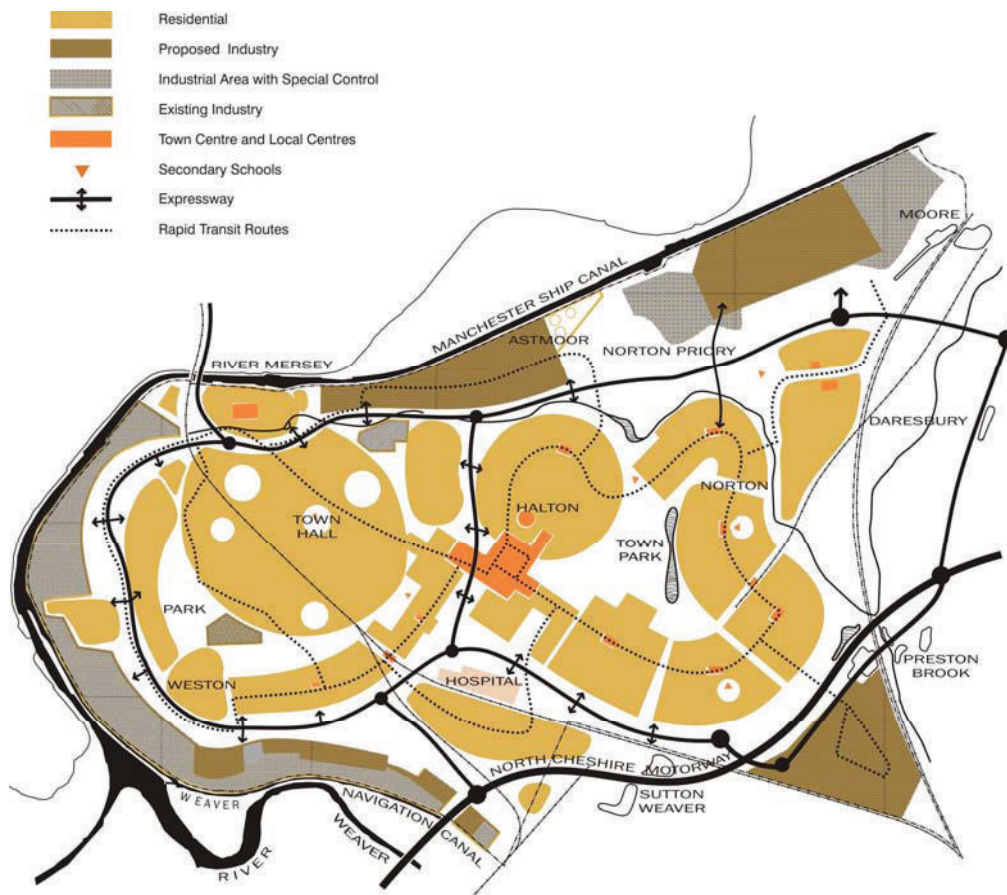 Residential
Proposed Industry
Industrial Area with Special Control
Existing Industry
Town Centre and Local Centres
Secondary Schools
Expressway
Rapid Transit Routes
MOORE
MANCHESTER SHIP CANAL
ASTMOOR
NORTON PRIORY
RIVER MERSEY
DARESBURY
NORTON
HALTON
TOWN HALL
TOWN PARK
PARK
PRESTON BROOK
WESTON
HOSPITAL
NORTH CHESHIRE MOTORWAY
SUTTON WEAVER
WEAVER NAVIGATION CANAL
RIVER WEAVER